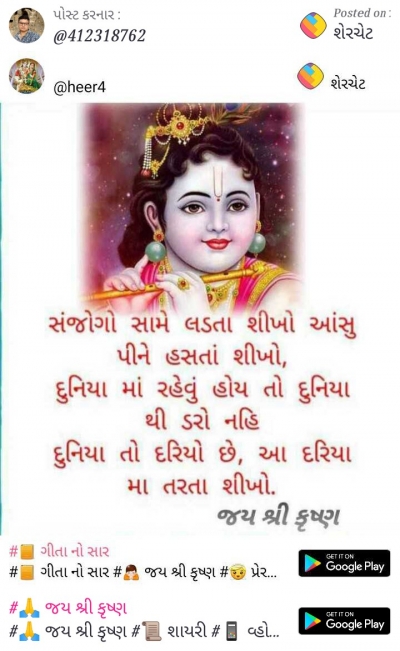 પોસ્ટ કરનાર :
@412318762
Posted on :
શેરચેટ
@heer4
શેરચેટ
સંજોગો સામે લડતા શીખો આંસુ
પીને હસતાં શીખો,
દુનિયા માં રહેવું હોય તો દુનિયા
થી ડરો નહિ
દુનિયા તો દરિયો છે, આ દરિયા
મા તરતા શીખો.
જય શ્રી કૃષ્ણ
#📒 ગીતા નો સાર
#📒 ગીતા નો સાર #🙏 જય શ્રી કૃષ્ણ #😥 પ્રેર...
GET IT ON
Google Play
#🙏 જય શ્રી કૃષ્ણ
#🙏 જય શ્રી કૃષ્ણ #📜 શાયરી #📱 વ્હો...
GET IT ON
Google Play